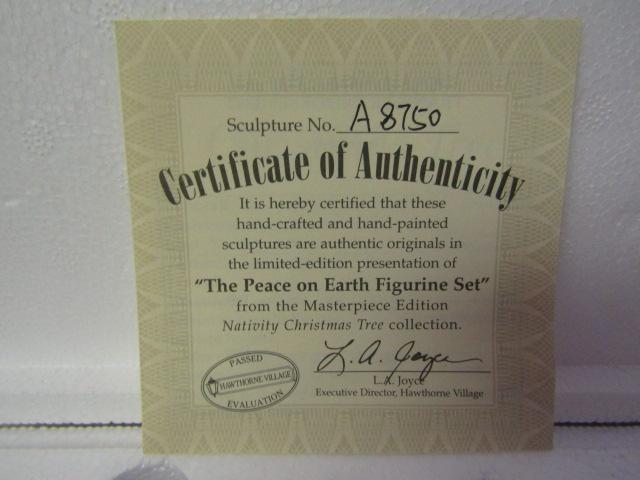 Sculpture No. A8750
Certificate of Authenticity
It is hereby certified that these
hand-crafted and hand-painted
sculptures are authentic originals in
the limited-edition presentation of
"The Peace on Earth Figurine Set"
from the Masterpiece Edition
Nativity Christmas Tree collection.
PASSED
HAWTHORNE VILLAGE
EVALUATION
L. A. Joyce
L.A. Joyce
Executive Director, Hawthorne Village